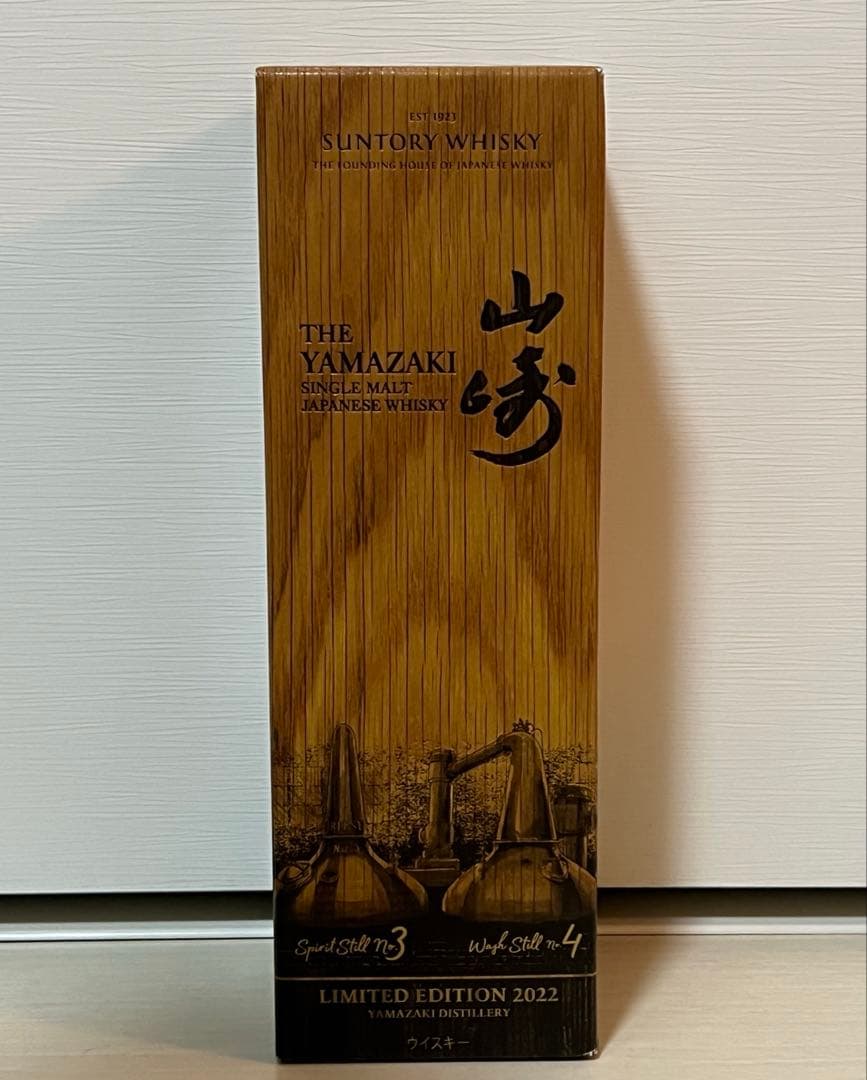 EST 1923
SUNTORY WHISKY
THE FOUNDING HOUSE OF JAPANESE WHISKY
山崎
THE
YAMAZAKI
SINGLE MALT
JAPANESE WHISKY
Spirit Still No.3
Wash Still No.4
LIMITED EDITION 2022
YAMAZAKI DISTILLERY
ウイスキー